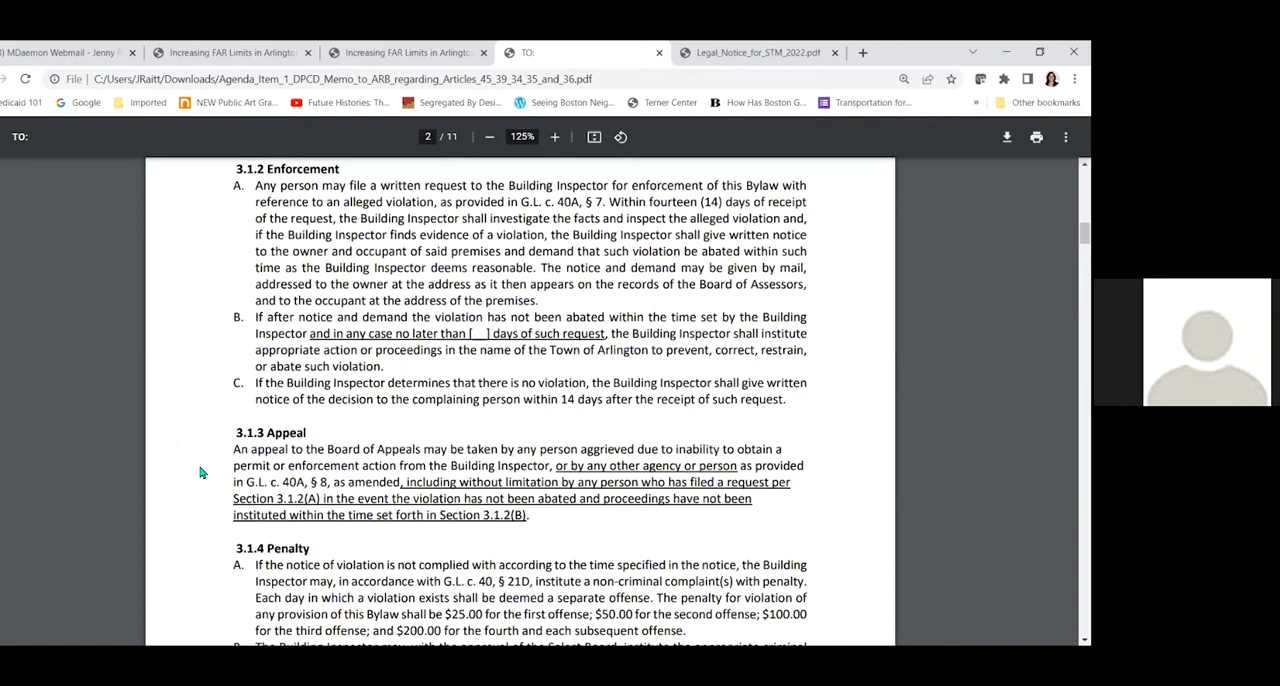 ) MDaemon Webmail - Jenny
Increasing FAR Limits in Arlingto
Increasing FAR Limits in Arlingto
TO:
Legal_Notice_for_STM_2022.pdf
File | C:/Users/JRaitt/Downloads/Agenda_Item_1_DPCD_Memo_to_ARB_regarding_Articles_45_39_34_35_and_36.pdf
edicaid 101
Google
Imported
NEW Public Art Gra...
Future Histories: Th...
Segregated By Desi...
Seeing Boston Neig...
Terner Center
How Has Boston G...
Transportation for...
Other bookmarks
TO:
2 / 11
125%
3.1.2 Enforcement
A. Any person may file a written request to the Building Inspector for enforcement of this Bylaw with
reference to an alleged violation, as provided in G.L. c. 40A, § 7. Within fourteen (14) days of receipt
of the request, the Building Inspector shall investigate the facts and inspect the alleged violation and,
if the Building Inspector finds evidence of a violation, the Building Inspector shall give written notice
to the owner and occupant of said premises and demand that such violation be abated within such
time as the Building Inspector deems reasonable. The notice and demand may be given by mail,
addressed to the owner at the address as it then appears on the records of the Board of Assessors,
and to the occupant at the address of the premises.
B. If after notice and demand the violation has not been abated within the time set by the Building
Inspector and in any case no later than [__] days of such request, the Building Inspector shall institute
appropriate action or proceedings in the name of the Town of Arlington to prevent, correct, restrain,
or abate such violation.
C. If the Building Inspector determines that there is no violation, the Building Inspector shall give written
notice of the decision to the complaining person within 14 days after the receipt of such request.
3.1.3 Appeal
An appeal to the Board of Appeals may be taken by any person aggrieved due to inability to obtain a
permit or enforcement action from the Building Inspector, or by any other agency or person as provided
in G.L. c. 40A, § 8, as amended, including without limitation by any person who has filed a request per
Section 3.1.2(A) in the event the violation has not been abated and proceedings have not been
instituted within the time set forth in Section 3.1.2(B).
3.1.4 Penalty
A. If the notice of violation is not complied with according to the time specified in the notice, the Building
Inspector may, in accordance with G.L. c. 40, § 21D, institute a non-criminal complaint(s) with penalty.
Each day in which a violation exists shall be deemed a separate offense. The penalty for violation of
any provision of this Bylaw shall be $25.00 for the first offense; $50.00 for the second offense; $100.00
for the third offense; and $200.00 for the fourth and each subsequent offense.